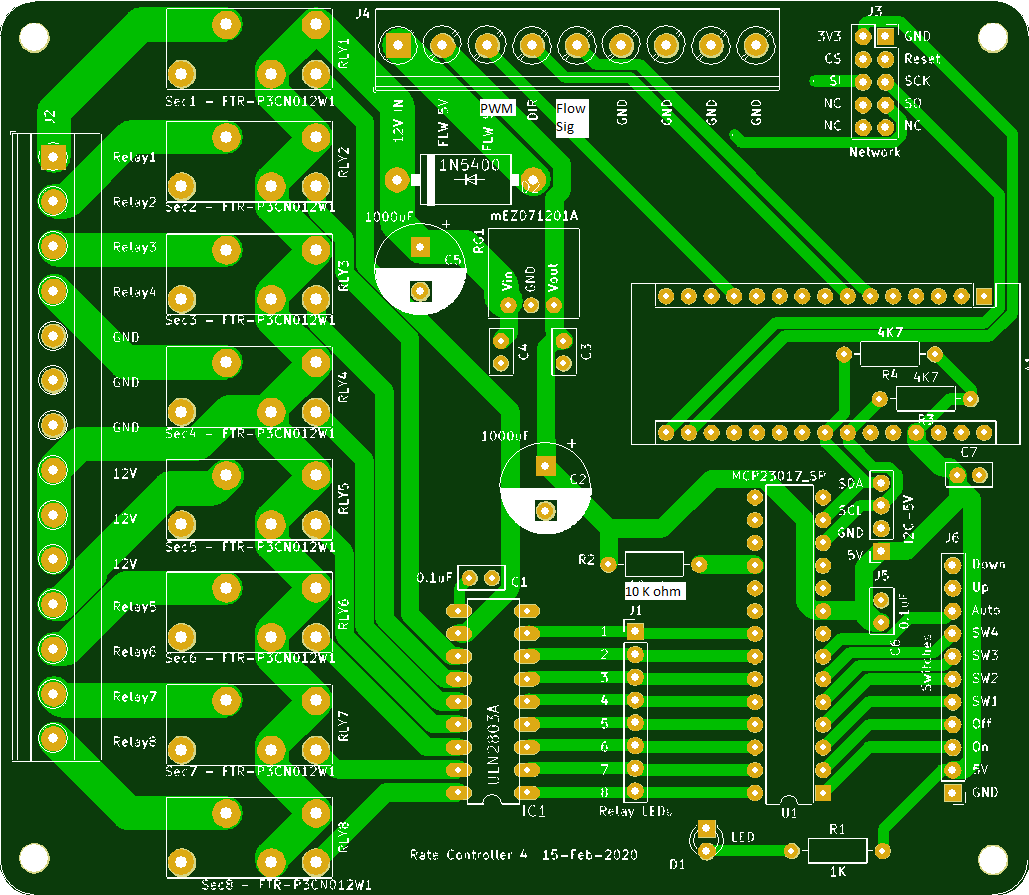 J4
J3
3V3
GND
CS
Reset
SI
SCK
NC
SO
NC
NC
Network
12V IN
FLW 5V
PWM
FLW
DIR
Flow
Sig
GND
GND
GND
GND
J2
Relay1
Relay2
Relay3
Relay4
GND
GND
GND
12V
12V
12V
Relay5
Relay6
Relay7
Relay8
RLY1
Sec1 - FTR-P3CN012W1
RLY2
Sec2 - FTR-P3CN012W1
RLY3
Sec3 - FTR-P3CN012W1
RLY4
Sec4 - FTR-P3CN012W1
RLY5
Sec5 - FTR-P3CN012W1
RLY6
Sec6 - FTR-P3CN012W1
RLY7
Sec7 - FTR-P3CN012W1
RLY8
Sec8 - FTR-P3CN012W1
1N5400
D2
1000uF
+
C5
mEZD71201A
RG1
Vin
GND
Vout
C4
C3
4K7
R4
4K7
R3
C7
1000uF
+
C2
MCP23017_SP
SDA
SCL
GND
5V
I2C-5V
J5
R2
10 K ohm
0.1uF
C1
0.1uF
J6
Down
Up
Auto
SW4
SW3
SW2
SW1
Off
On
5V
GND
Switches
J1
1
2
3
4
5
6
7
8
Relay LEDs
ULN2803A
IC1
U1
LED
D1
R1
1K
Rate Controller 4 15-Feb-2020